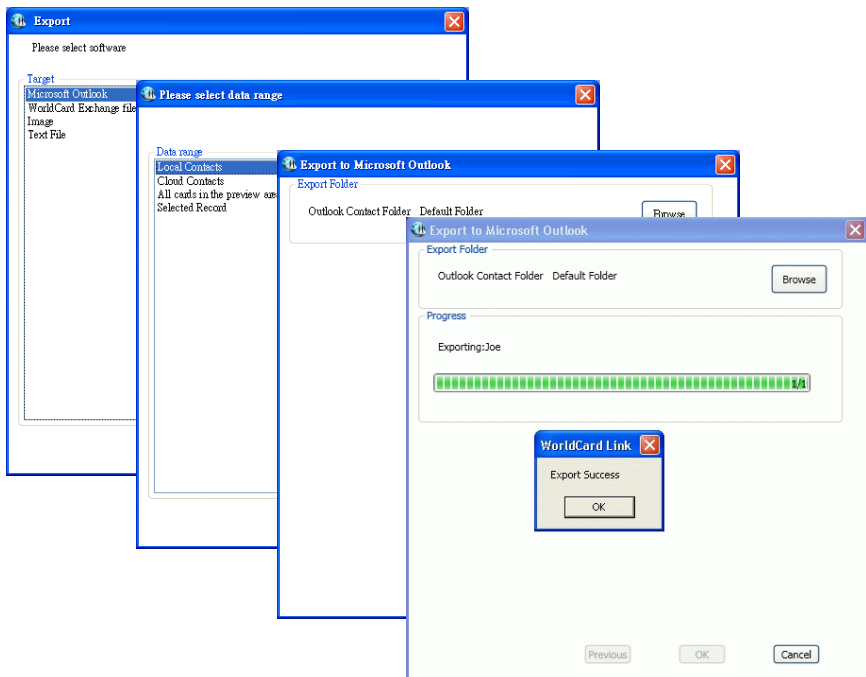 Export
Please select software
Target
Microsoft Outlook
WorldCard Exchange file
Image
Text File
Please select data range
Data range
Local Contacts
Cloud Contacts
All cards in the preview
Selected Record
Export to Microsoft Outlook
Export Folder
Outlook Contact Folder Default Folder
Browse
Export to Microsoft Outlook
Export Folder
Outlook Contact Folder Default Folder
Browse
Progress
Exporting:Joe
1/1
WorldCard Link
Export Success
OK
Previous
OK
Cancel